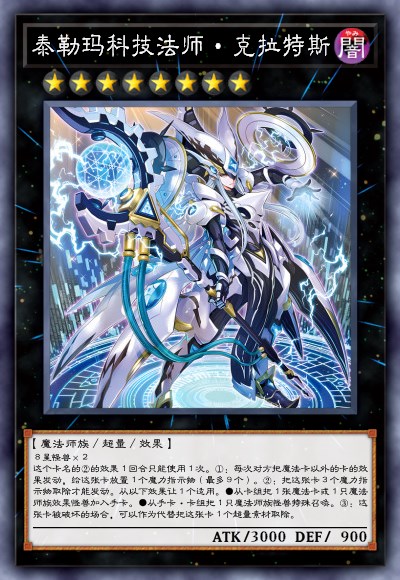 泰勒玛科技法师·克拉特斯
闇
やみ
【魔法师族／超量／效果】
８星怪兽×２
这个卡名的②的效果１回合只能使用１次。①：每次对方把魔法卡以外的卡的效
果发动，给这张卡放置１个魔力指示物（最多９个）。②：把这张卡３个魔力指
示物取除才能发动。从以下效果让１个适用。●从卡组把１张魔法卡或１只魔法
师族效果怪兽加入手卡。●从手卡・卡组把１只魔法师族怪兽特殊召唤。③：这
张卡被破坏的场合，可以作为代替把这张卡１个超量素材取除。
ATK/3000 DEF/ 900